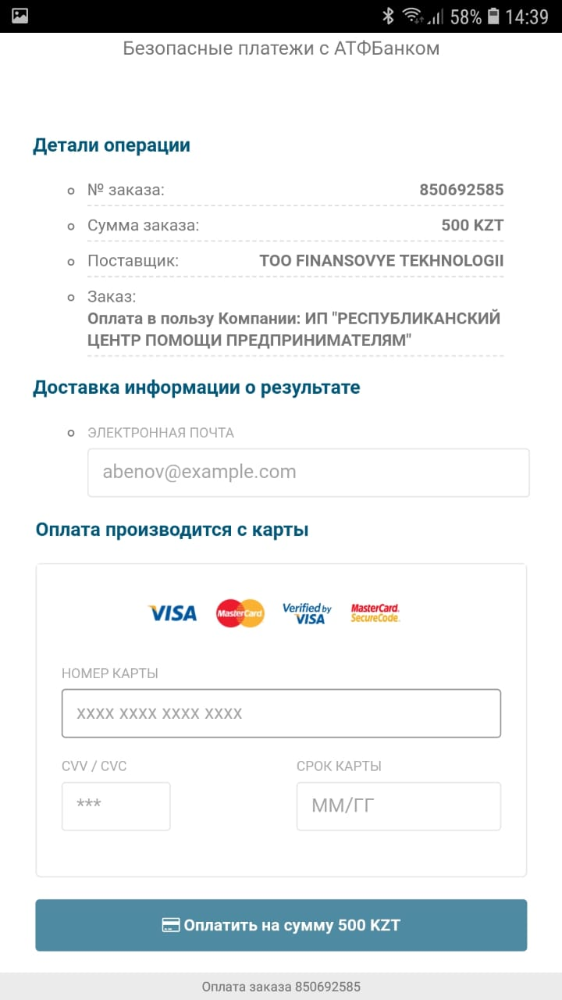 58% 14:39
Безопасные платежи с АТФБанком
Детали операции
№ заказа: 850692585
Сумма заказа: 500 KZT
Поставщик: TOO FINANSOVYE TEKHNOLOGII
Заказ:
Оплата в пользу Компании: ИП "РЕСПУБЛИКАНСКИЙ
ЦЕНТР ПОМОЩИ ПРЕДПРИНИМАТЕЛЯМ"
Доставка информации о результате
ЭЛЕКТРОННАЯ ПОЧТА
abenov@example.com
Оплата производится с карты
VISA MasterCard Verified by VISA MasterCard. SecureCode.
НОМЕР КАРТЫ
XXXX XXXX XXXX XXXX
CVV / CVC СРОК КАРТЫ
*** ММ/ГГ
Оплатить на сумму 500 KZT
Оплата заказа 850692585